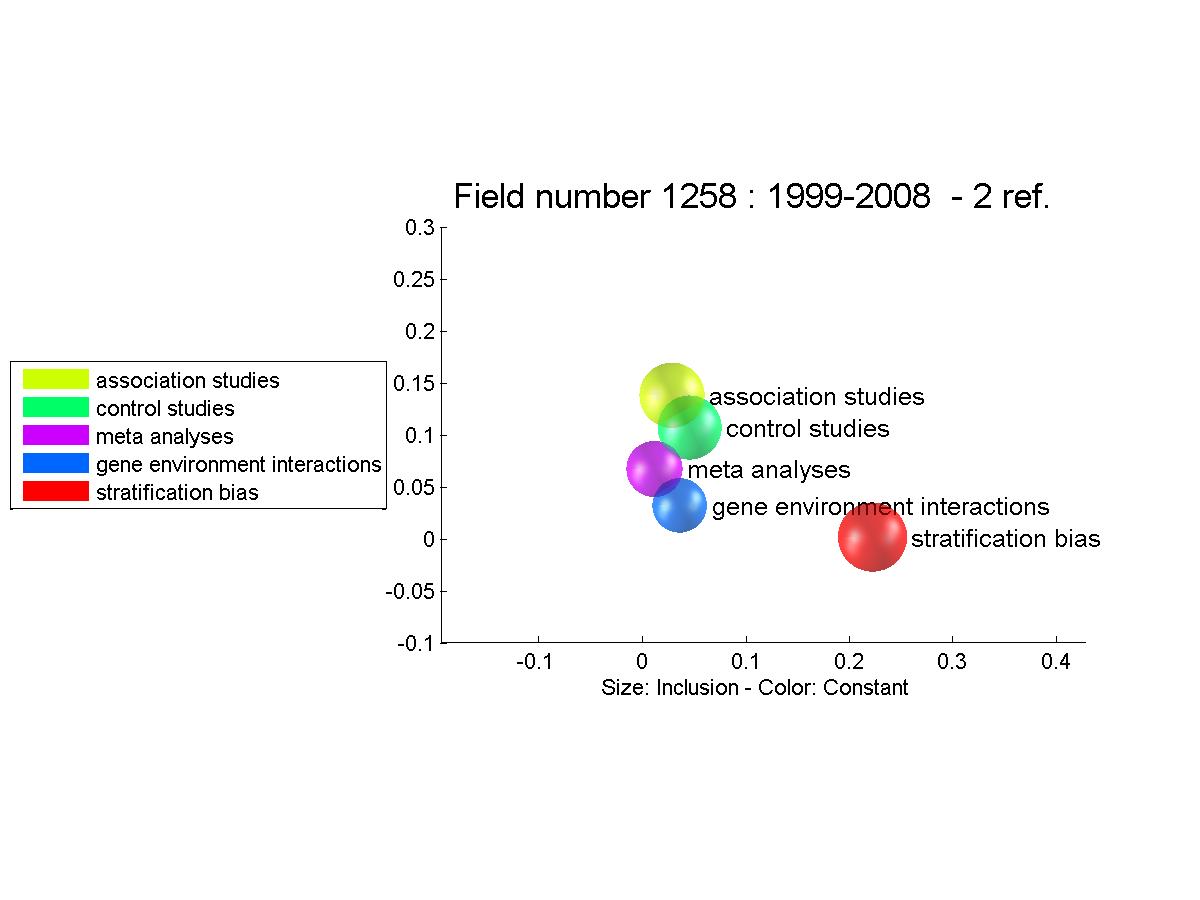 Field number 1258 : 1999-2008 - 2 ref.
0.3
0.25
0.2
0.15
0.1
0.05
0
-0.05
-0.1
association studies
control studies
meta analyses
gene environment interactions
stratification bias
association studies
control studies
meta analyses
gene environment interactions
stratification bias
-0.1 0 0.1 0.2 0.3 0.4
Size: Inclusion - Color: Constant